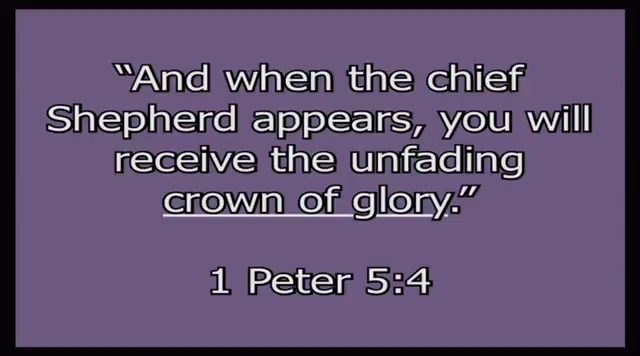 “And when the chief
Shepherd appears, you will
receive the unfading
crown of glory.”
1 Peter 5:4